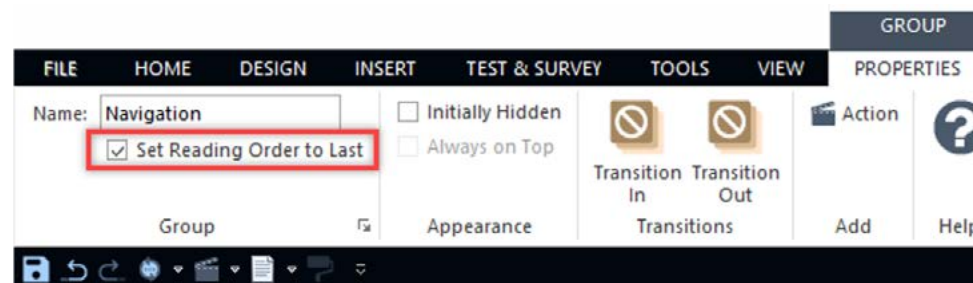 GROUP
FILE HOME DESIGN INSERT TEST & SURVEY TOOLS VIEW PROPERTIES
Name: Navigation
Set Reading Order to Last
Initially Hidden
Always on Top
Transition In
Transition Out
Action
Group Appearance Transitions Add Help